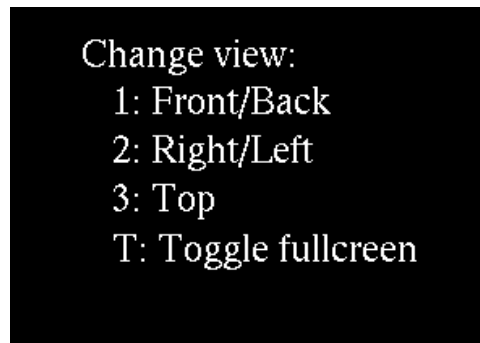 Change view:
1: Front/Back
2: Right/Left
3: Top
T: Toggle fullcreen